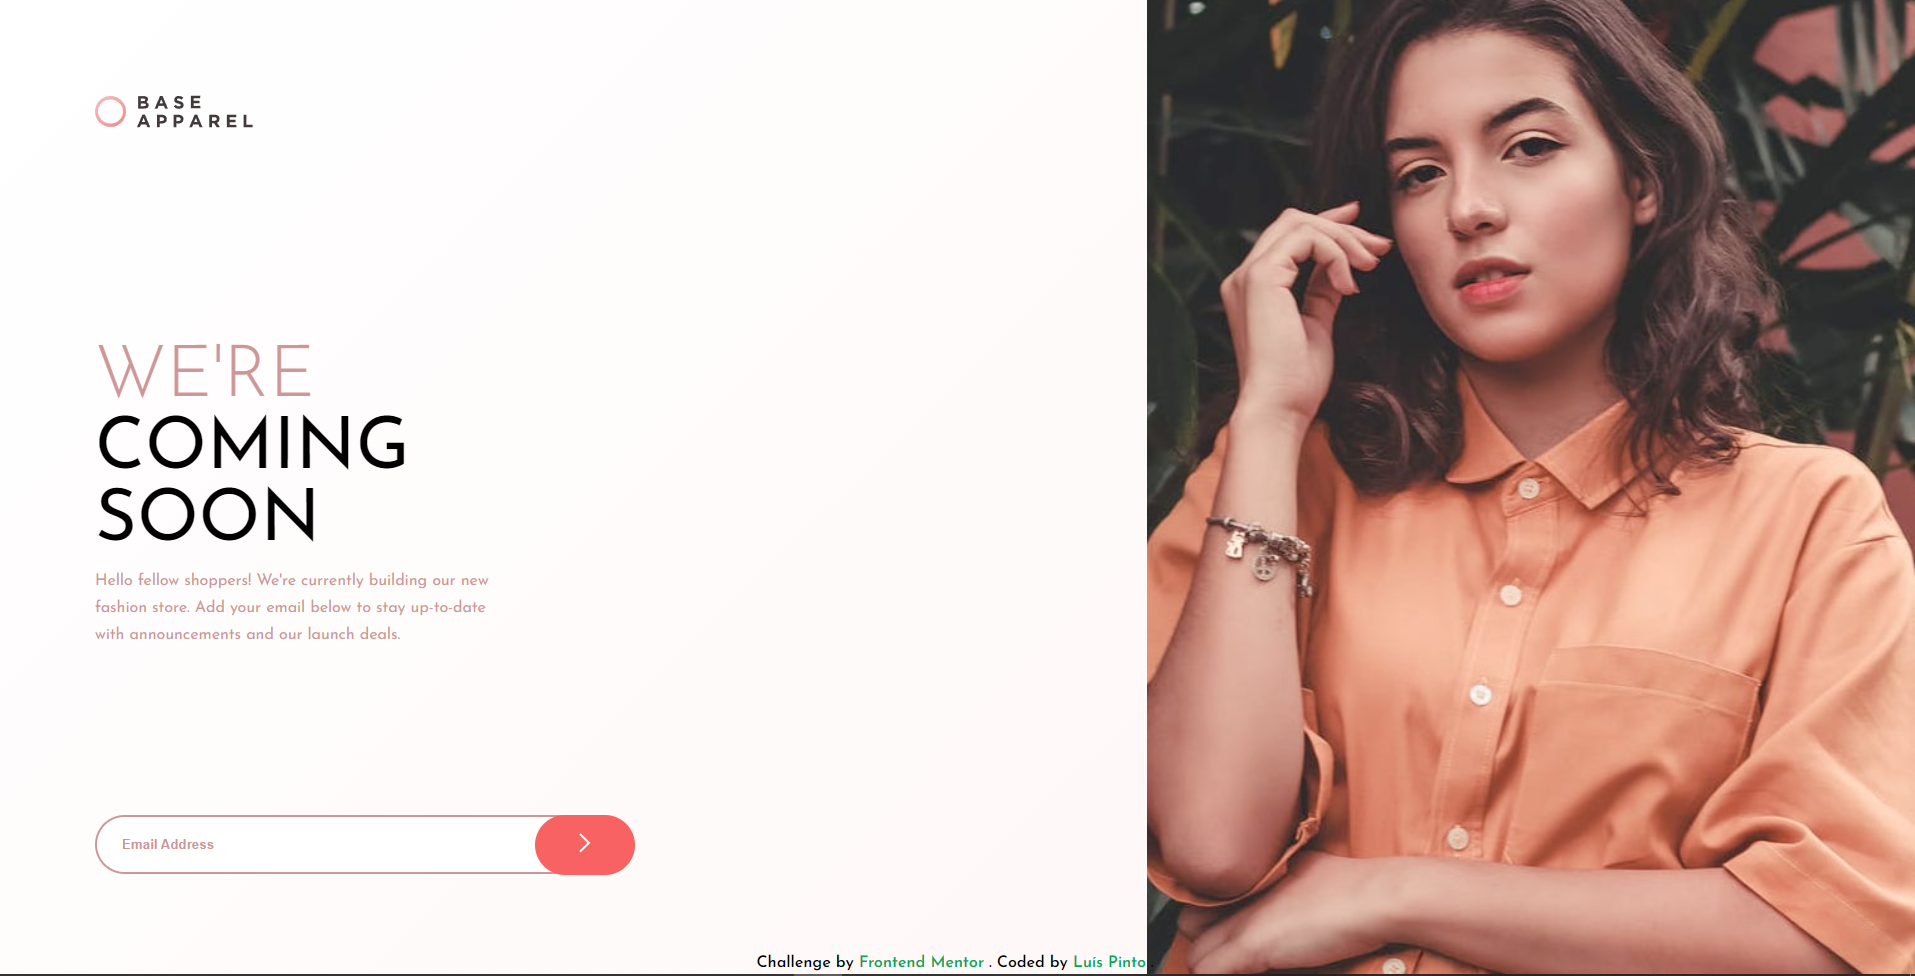 BASE
APPAREL
WE'RE
COMING
SOON
Hello fellow shoppers! We're currently building our new
fashion store. Add your email below to stay up-to-date
with announcements and our launch deals.
Email Address
Challenge by Frontend Mentor . Coded by Luís Pinto .